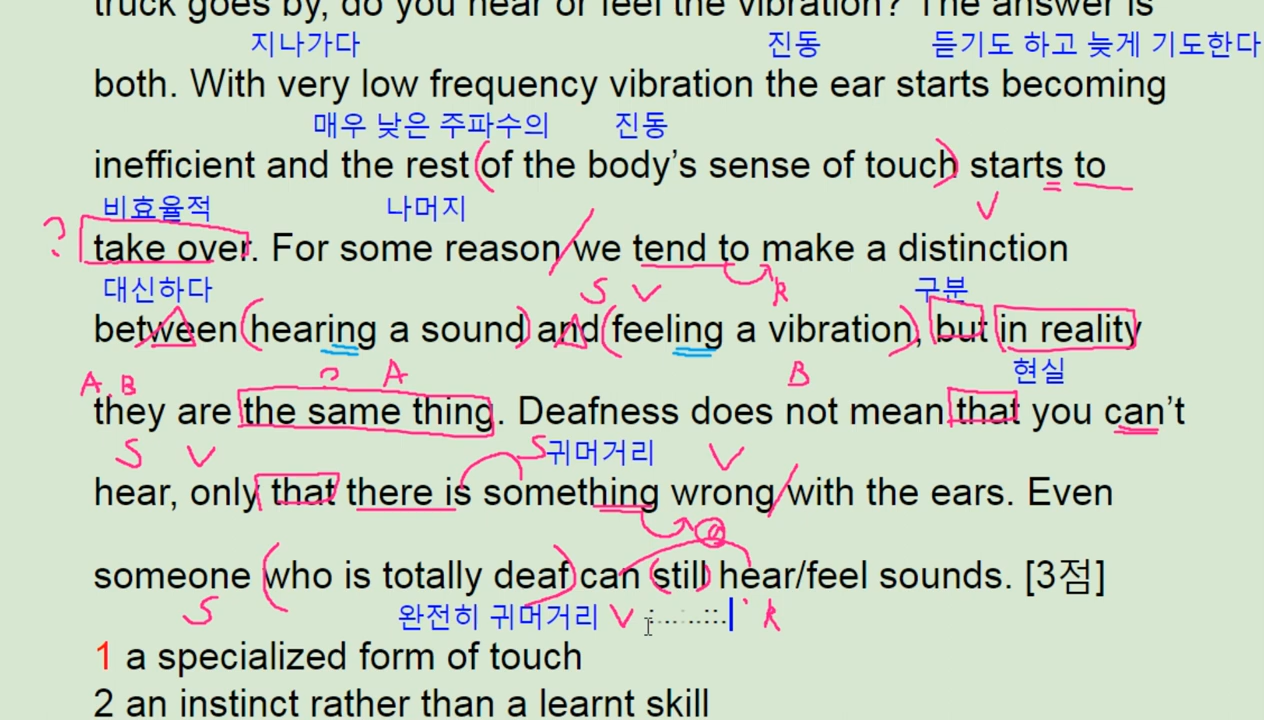 truck goes by, do you hear or feel the vibration? The answer is
지나가다 진동 듣기도 하고 늦게 기도한다
both. With very low frequency vibration the ear starts becoming
매우 낮은 주파수의 진동
inefficient and the rest (of the body's sense of touch) starts to
비효율적 나머지 V
? take over. For some reason/we tend to make a distinction
대신하다 S V R 구분
between (hearing a sound) and (feeling a vibration), but in reality
A, B ? A B 현실
they are the same thing. Deafness does not mean that you can't
S V S 귀머거리 V
hear, only that there is something wrong/with the ears. Even
someone (who is totally deaf) can (still) hear/feel sounds. [3점]
S 완전히 귀머거리 V R
1 a specialized form of touch
2 an instinct rather than a learnt skill